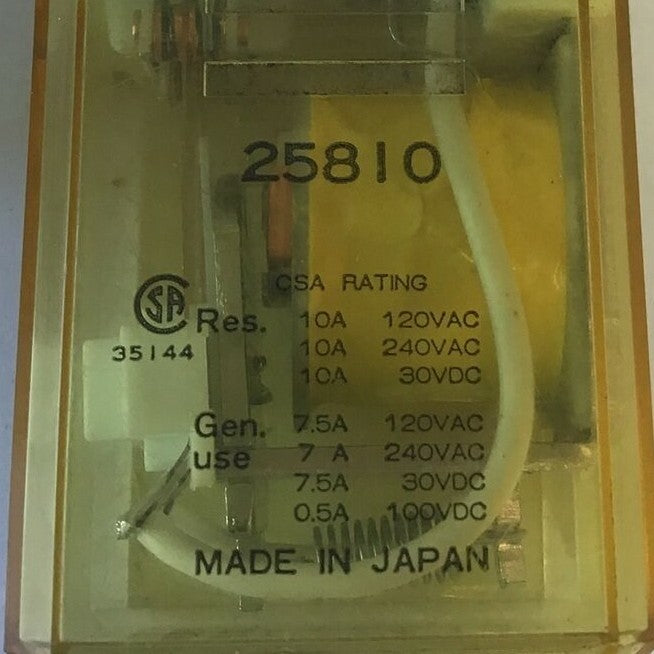 25810
CSA RATING
SA Res. 10A 120VAC
35144 10A 240VAC
10A 30VDC
Gen. 7.5A 120VAC
use 7 A 240VAC
7.5A 30VDC
0.5A 100VDC
MADE IN JAPAN